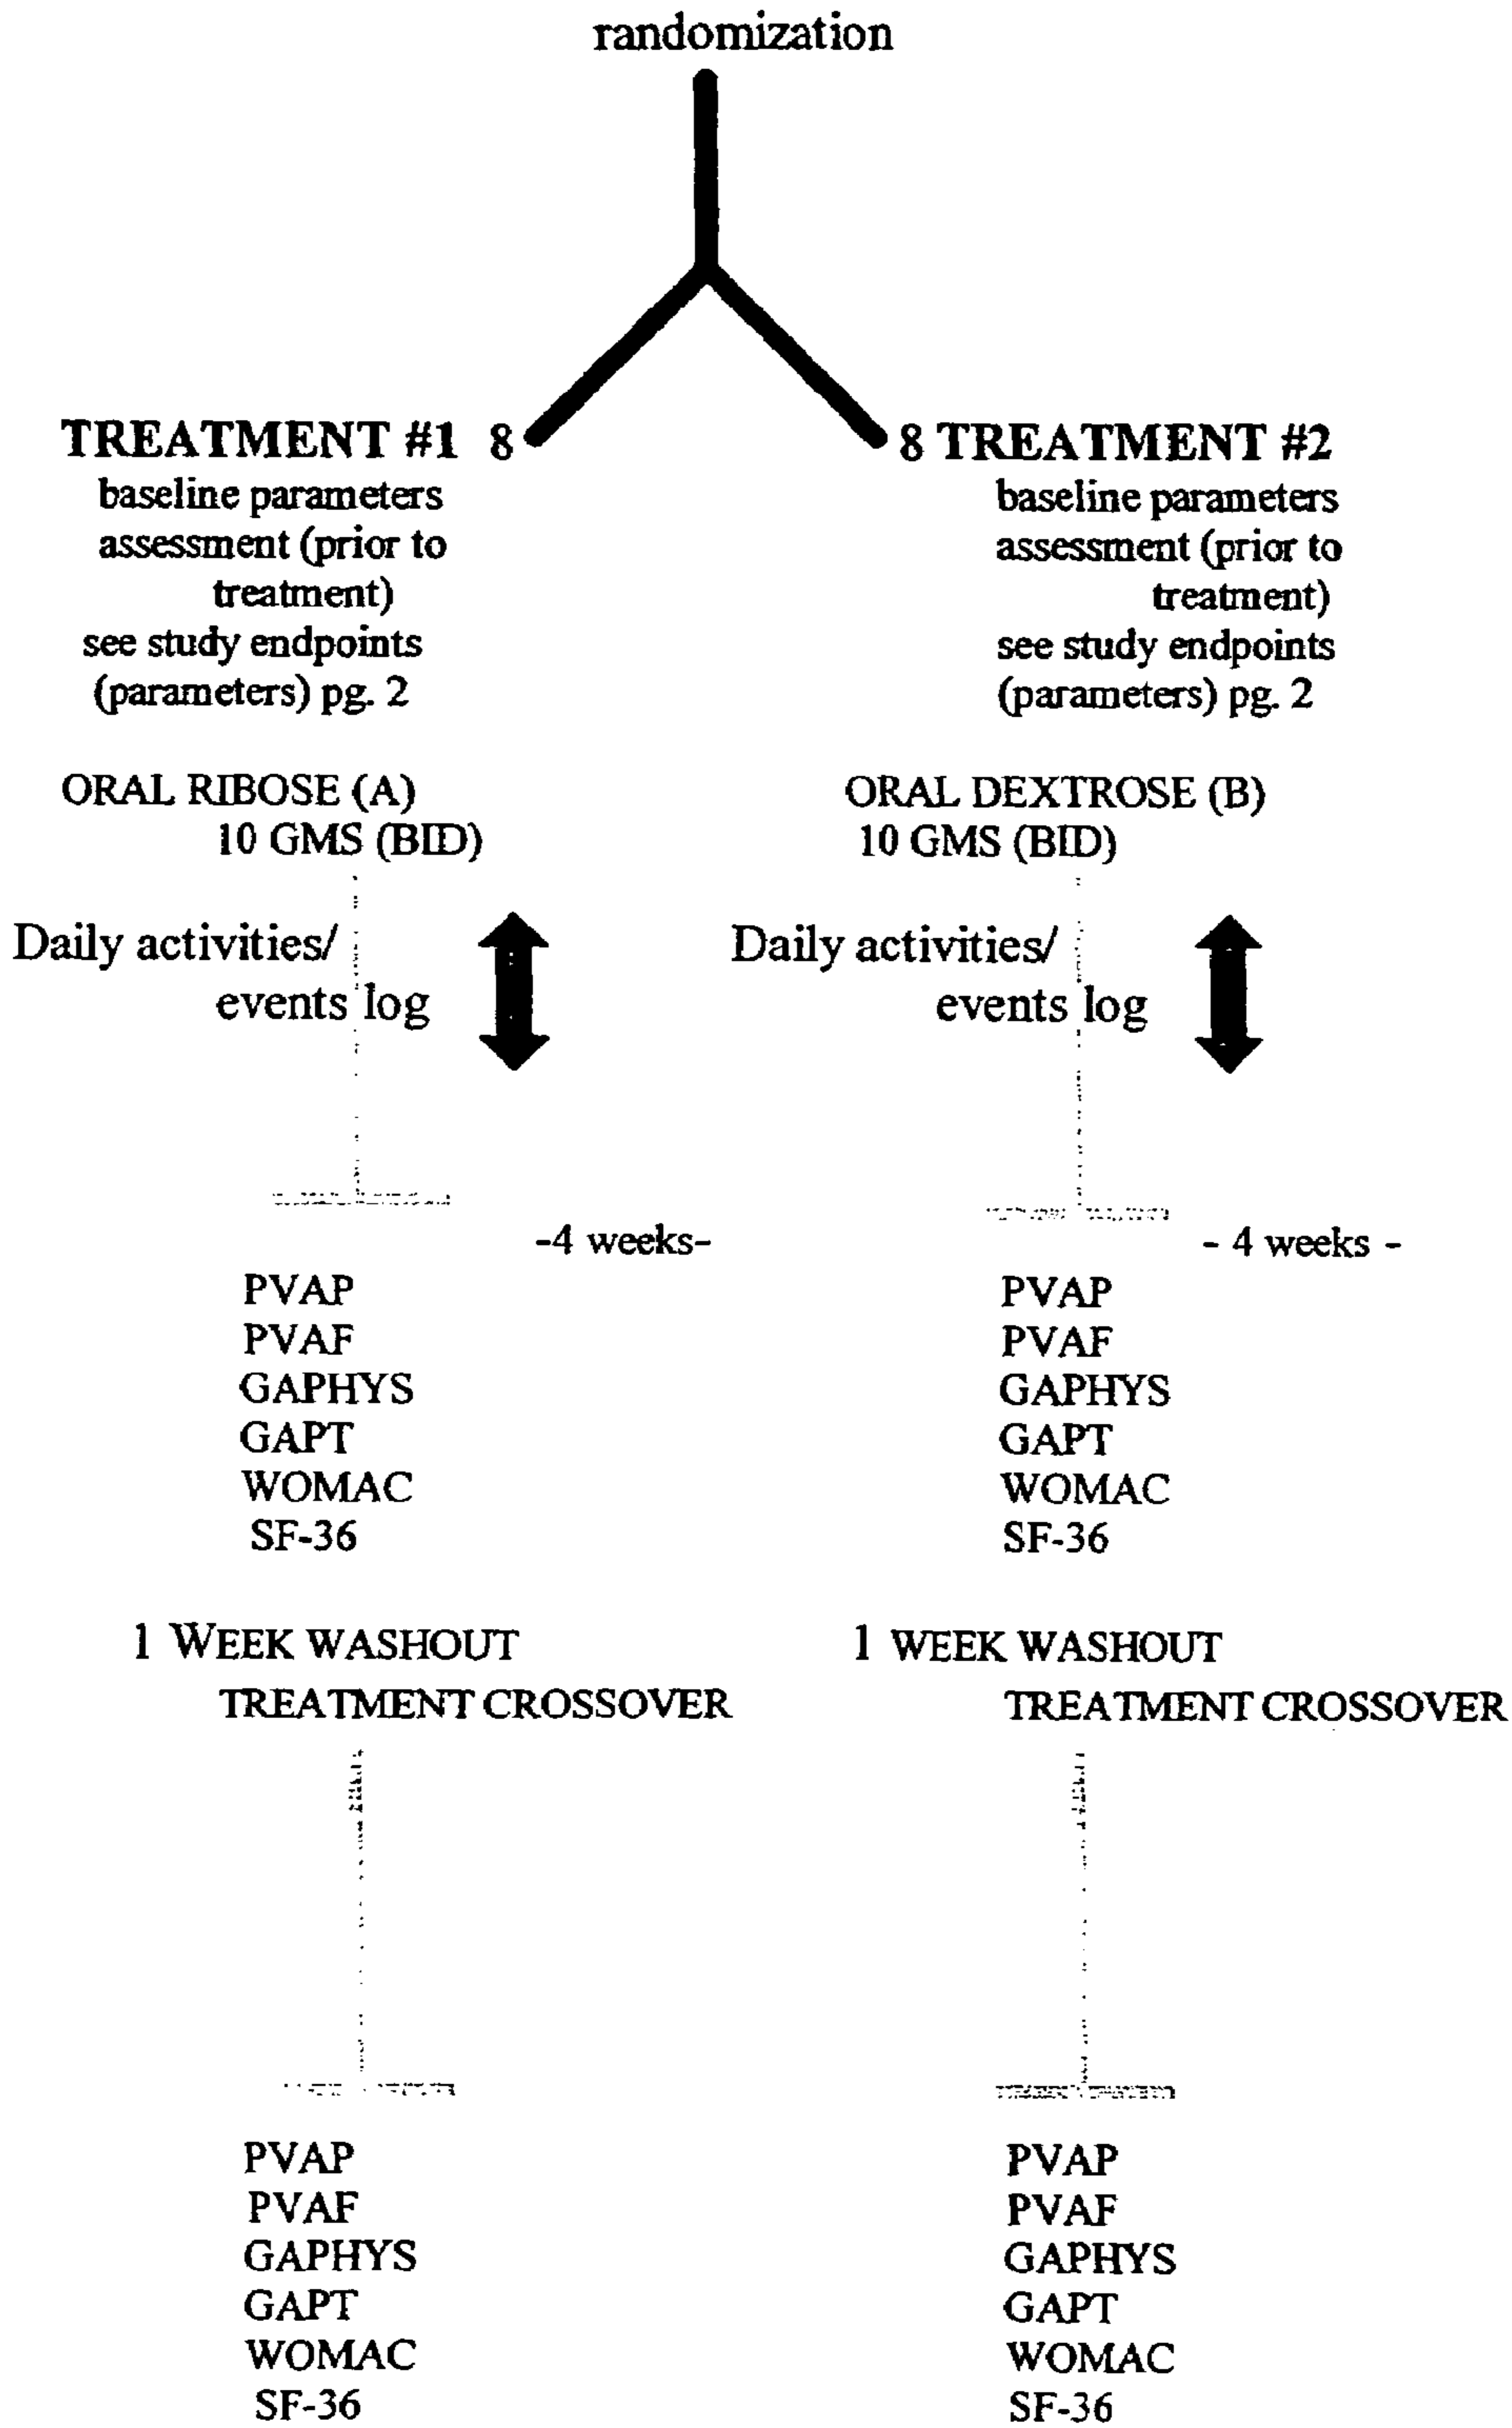 randomization
TREATMENT #1 8
baseline parameters
assessment (prior to
treatment)
see study endpoints
(parameters) pg. 2
8 TREATMENT #2
baseline parameters
assessment (prior to
treatment)
see study endpoints
(parameters) pg. 2
ORAL RIBOSE (A)
10 GMS (BID)
Daily activities/
events log
-4 weeks-
ORAL DEXTROSE (B)
10 GMS (BID)
Daily activities/
events log
- 4 weeks -
PVAP
PVAF
GAPHYS
GAPT
WOMAC
SF-36
PVAP
PVAF
GAPHYS
GAPT
WOMAC
SF-36
1 WEEK WASHOUT
TREATMENT CROSSOVER
1 WEEK WASHOUT
TREATMENT CROSSOVER
PVAP
PVAF
GAPHYS
GAPT
WOMAC
SF-36
PVAP
PVAF
GAPHYS
GAPT
WOMAC
SF-36